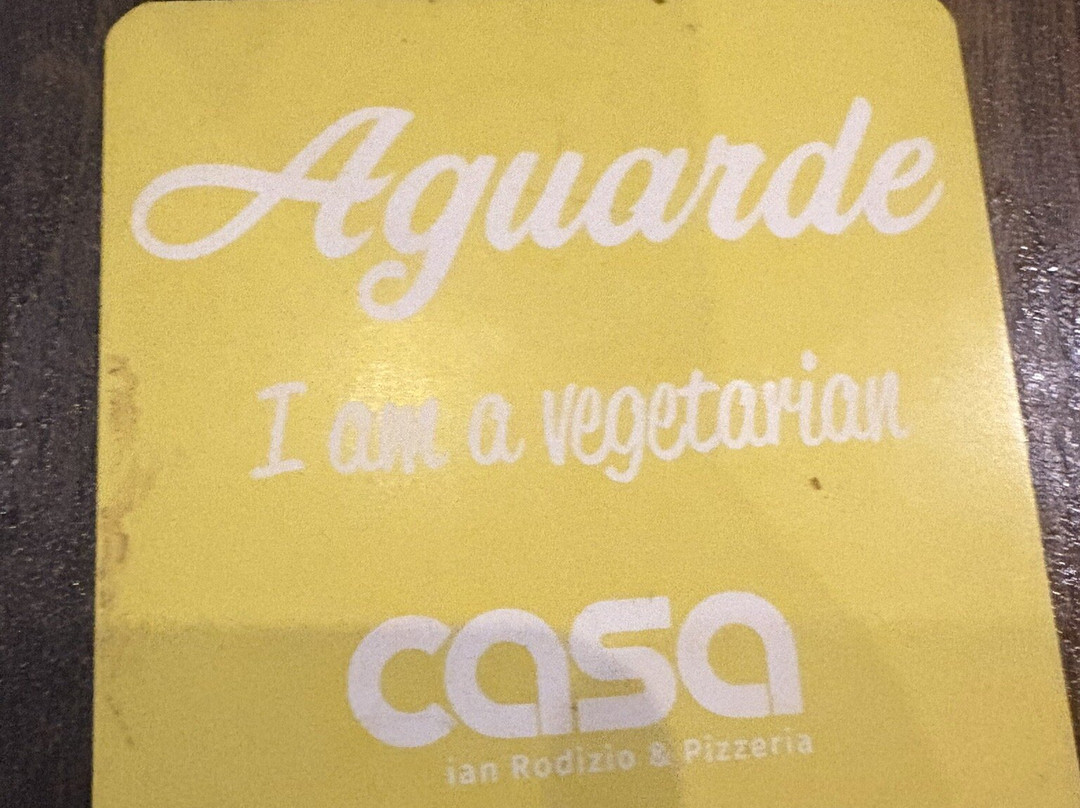 Aguarde
I am a vegetarian
casa
ian Rodizio & Pizzeria